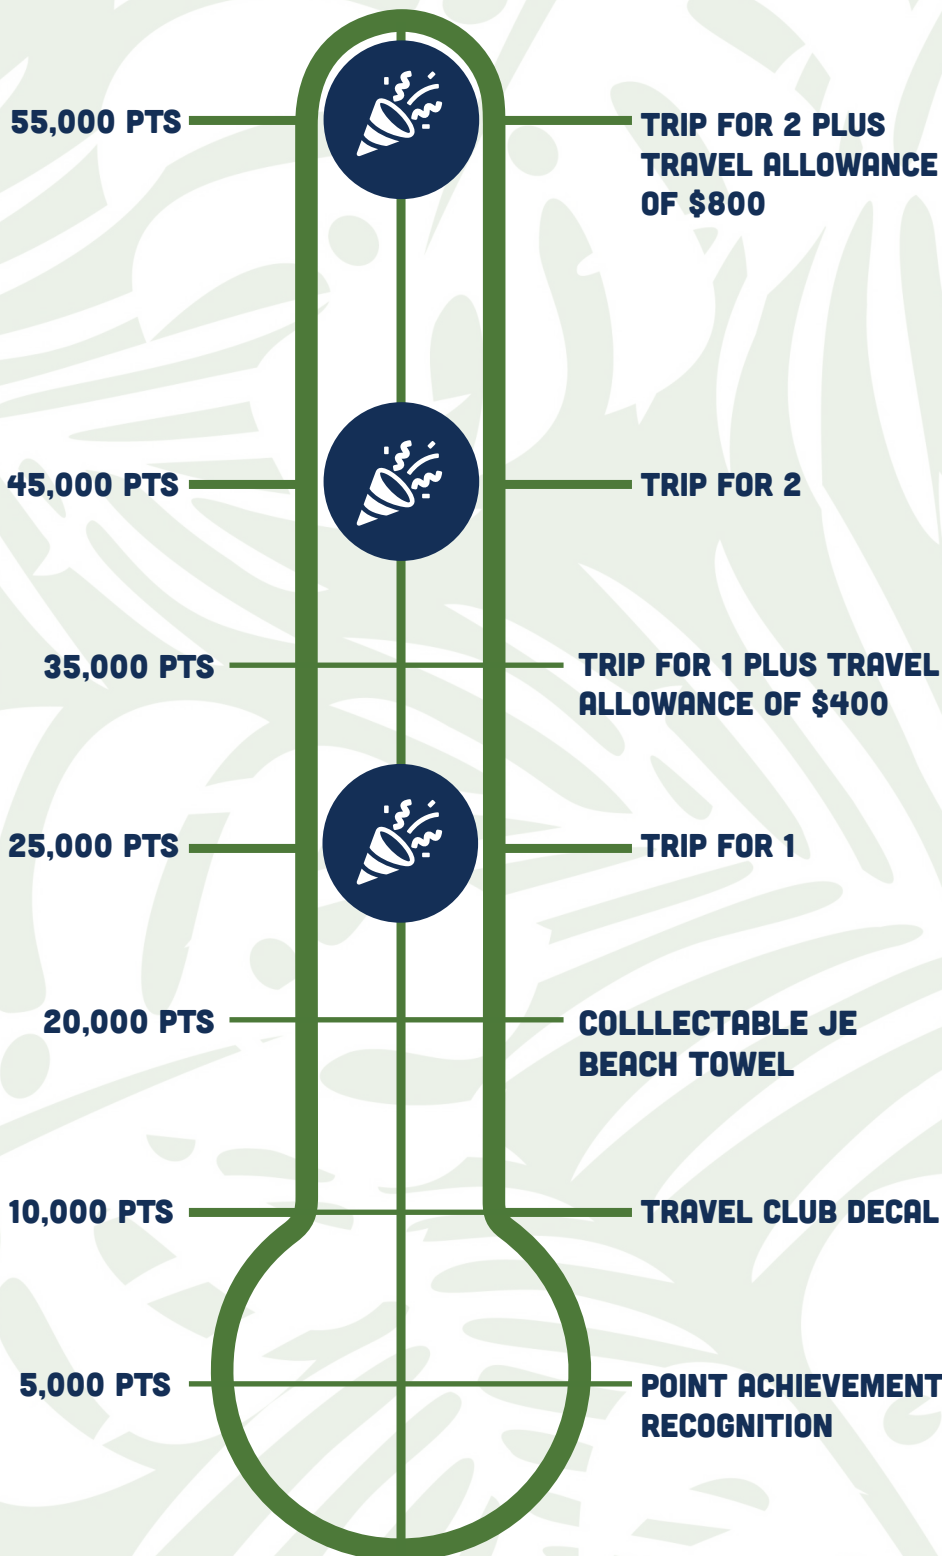 55,000 PTS
TRIP FOR 2 PLUS
TRAVEL ALLOWANCE
OF $800
45,000 PTS
TRIP FOR 2
35,000 PTS
TRIP FOR 1 PLUS TRAVEL
ALLOWANCE OF $400
25,000 PTS
TRIP FOR 1
20,000 PTS
COLLLECTABLE JE
BEACH TOWEL
10,000 PTS
TRAVEL CLUB DECAL
5,000 PTS
POINT ACHIEVEMENT
RECOGNITION